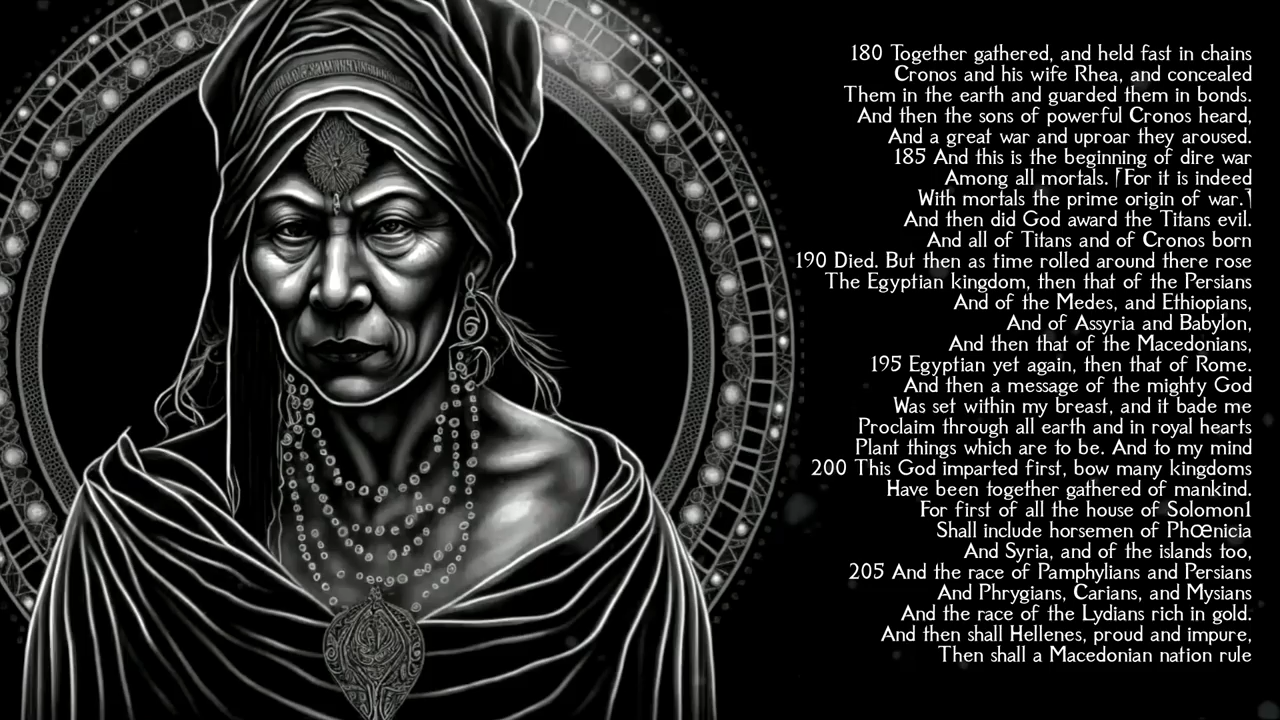 180 Together gathered, and held fast in chains
Cronos and his wife Rhea, and concealed
Them in the earth and guarded them in bonds.
And then the sons of powerful Cronos heard,
And a great war and uproar they aroused.
185 And this is the beginning of dire war
Among all mortals. ⌈For it is indeed
With mortals the prime origin of war.⌉
And then did God award the Titans evil.
And all of Titans and of Cronos born
190 Died. But then as time rolled around there rose
The Egyptian kingdom, then that of the Persians
And of the Medes, and Ethiopians,
And of Assyria and Babylon,
And then that of the Macedonians,
195 Egyptian yet again, then that of Rome.
And then a message of the mighty God
Was set within my breast, and it bade me
Proclaim through all earth and in royal hearts
Plant things which are to be. And to my mind
200 This God imparted first, bow many kingdoms
Have been together gathered of mankind.
For first of all the house of Solomon1
Shall include horsemen of Phœnicia
And Syria, and of the islands too,
205 And the race of Pamphylians and Persians
And Phrygians, Carians, and Mysians
And the race of the Lydians rich in gold.
And then shall Hellenes, proud and impure,
Then shall a Macedonian nation rule